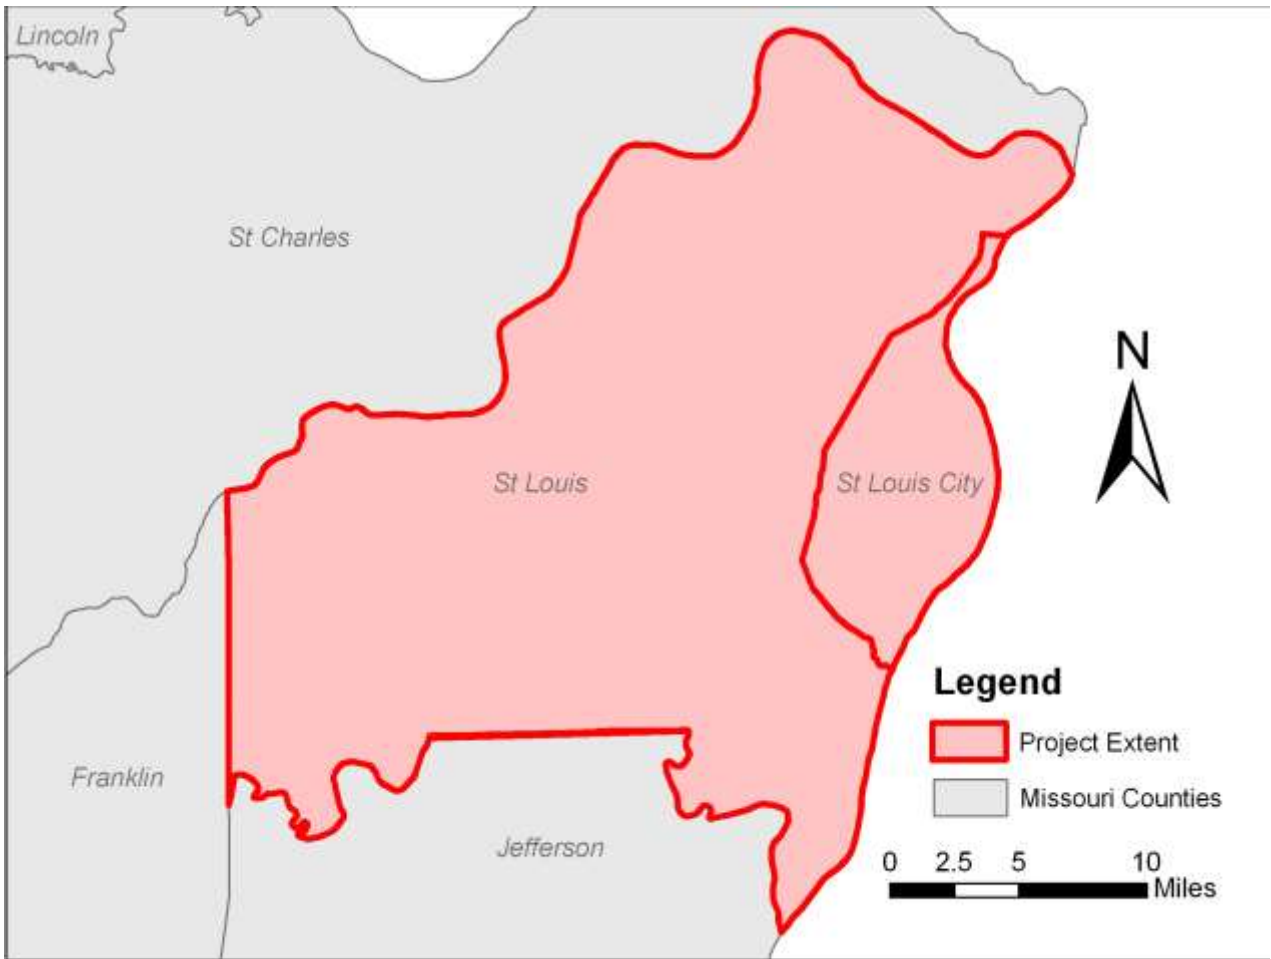 Lincoln
St Charles
N
St Louis
St Louis City
Legend
Project Extent
Franklin
Missouri Counties
Jefferson
0 2.5 5 10
Miles